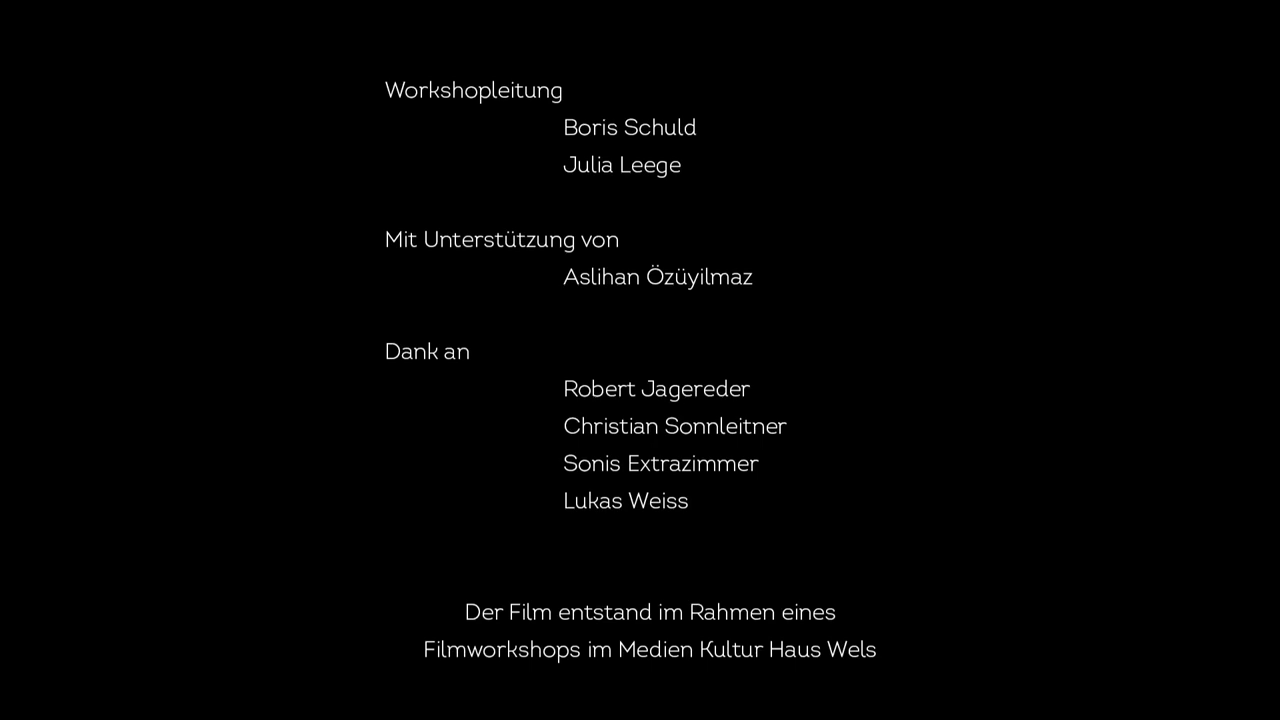 Workshopleitung
Boris Schuld
Julia Leege
Mit Unterstützung von
Aslihan Özüyilmaz
Dank an
Robert Jagereder
Christian Sonnleitner
Sonis Extrazimmer
Lukas Weiss
Der Film entstand im Rahmen eines
Filmworkshops im Medien Kultur Haus Wels